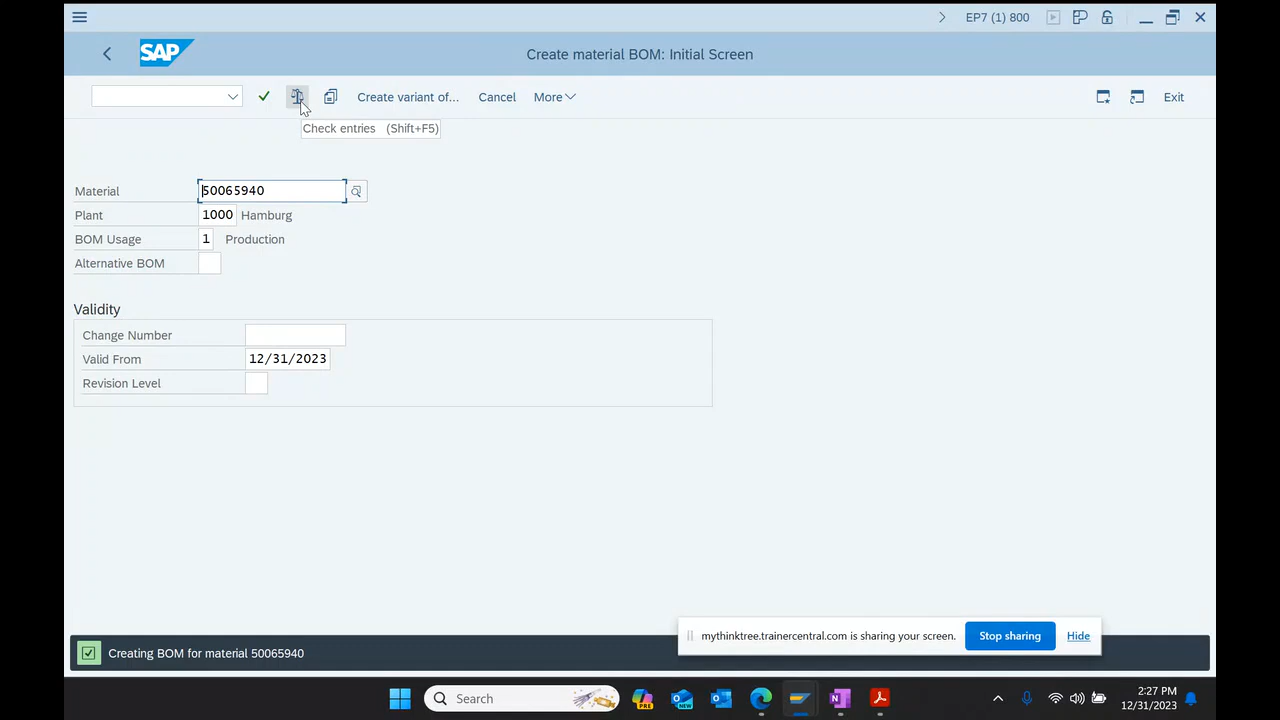 EP7 (1) 800
SAP
Create material BOM: Initial Screen
Create variant of...
Cancel
More
Exit
Check entries (Shift+F5)
Material 50065940
Plant 1000 Hamburg
BOM Usage 1 Production
Alternative BOM
Validity
Change Number
Valid From 12/31/2023
Revision Level
mythinktree.trainercentral.com is sharing your screen.
Stop sharing
Hide
Creating BOM for material 50065940
Search
PRE
NEW
N
2:27 PM
12/31/2023